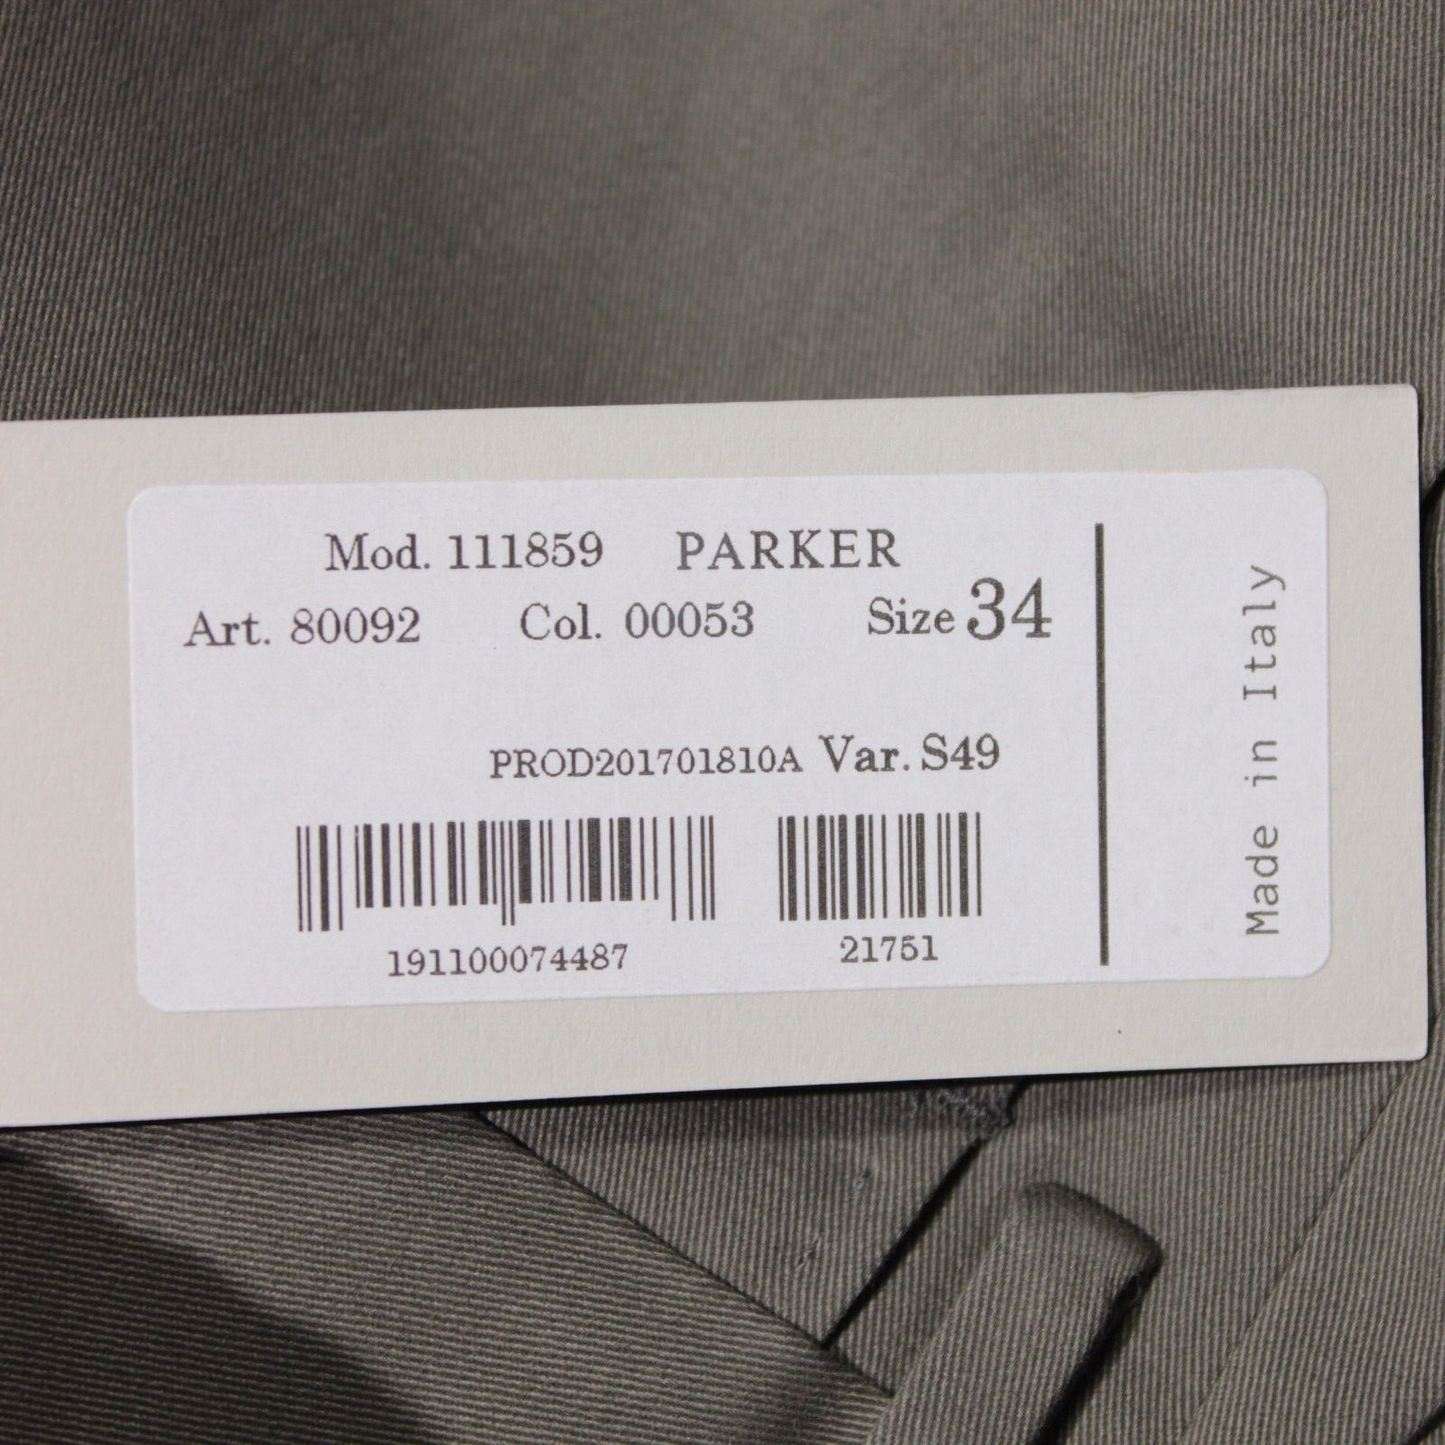 Mod. 111859 PARKER
Art. 80092 Col. 00053 Size 34
PROD201701810A Var. S49
191100074487 21751
Made in Italy